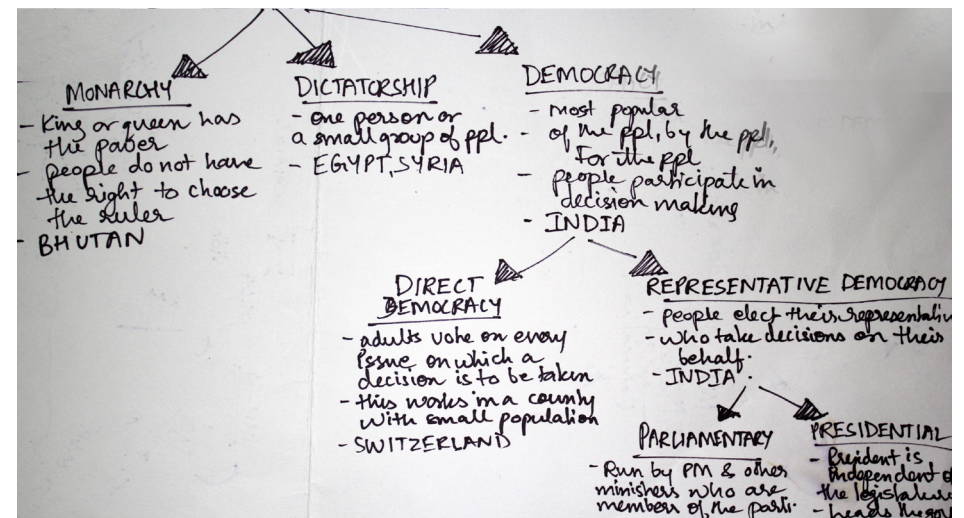 MONARCHY
- King or queen has
the power
- people do not have
the right to choose
the ruler
- BHUTAN
DICTATORSHIP
- one person or
a small group of ppl.
- EGYPT, SYRIA
DEMOCRACY
- most popular
- of the ppl, by the ppl,
for the ppl
- people participate in
decision making
- INDIA
DIRECT
DEMOCRACY
- adults vote on every
issue on which a
decision is to be taken
- this works in a county
with small population
- SWITZERLAND
REPRESENTATIVE DEMOCRACY
- people elect their representativ
- who take decisions on their
behalf.
- INDIA.
PARLIAMENTARY
- Run by PM & other
ministers who are
members of the parli.
PRESIDENTIAL
- President is
independent o
the legislature
- heads the go